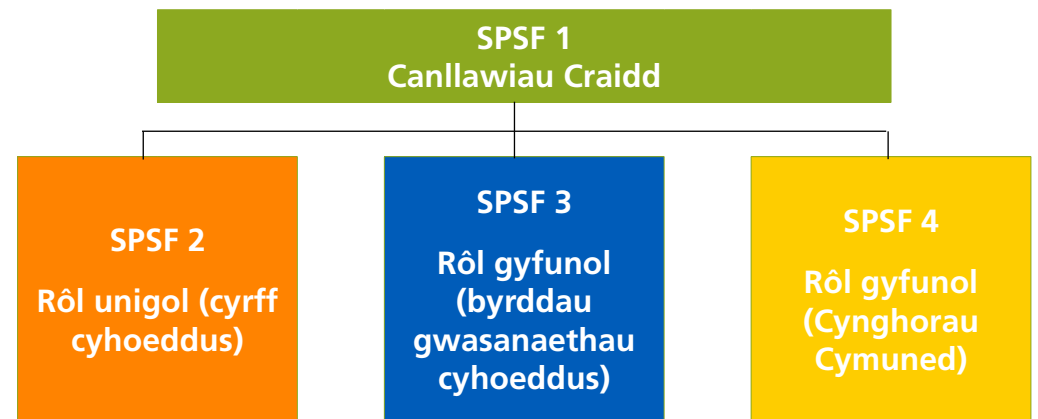 SPSF 1
Canllawiau Craidd
SPSF 2
Rôl unigol (cyrff
cyhoeddus)
SPSF 3
Rôl gyfunol
(byrddau
gwasanaethau
cyhoeddus)
SPSF 4
Rôl gyfunol
(Cynghorau
Cymuned)